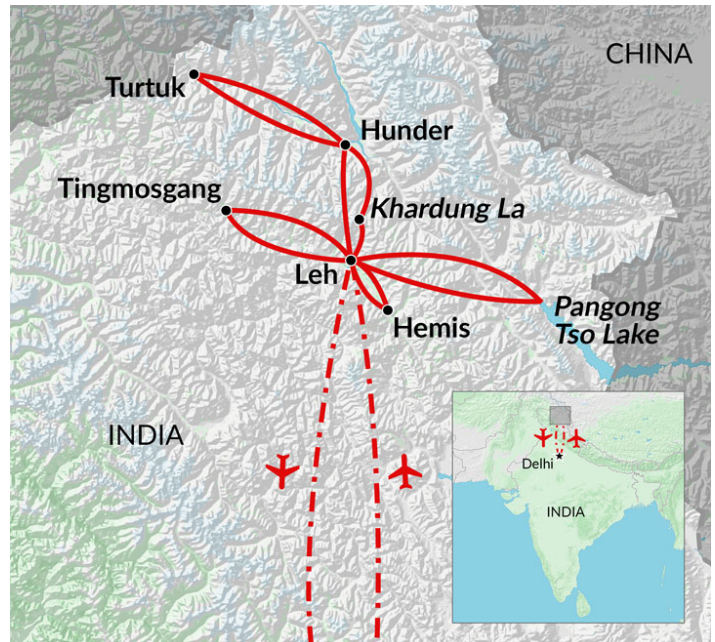 CHINA
Turtuk
Hunder
Tingmosgang
Khardung La
Leh
Hemis
Pangong
Tso Lake
INDIA
Delhi
INDIA